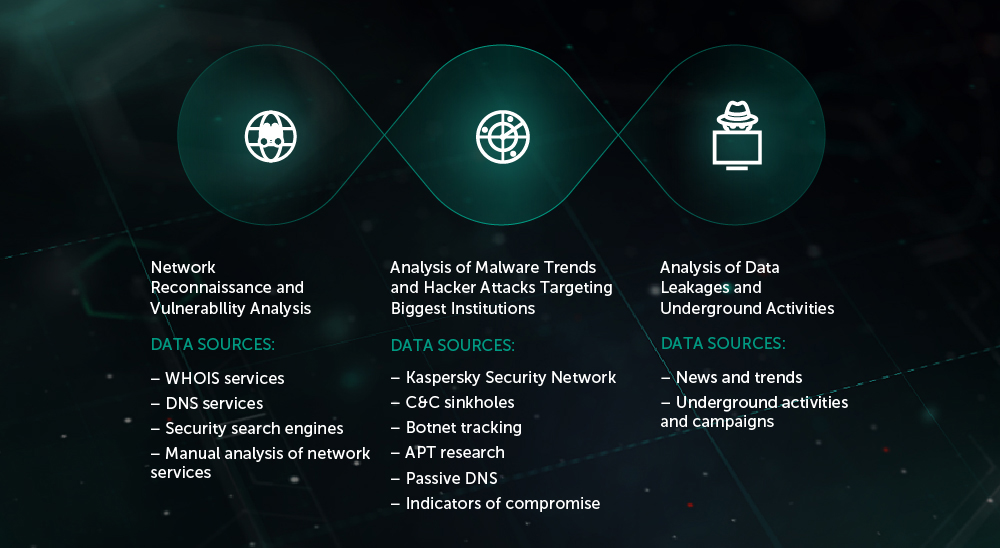 Network
Reconnaissance and
VulnerabIlity Analysis
DATA SOURCES:
– WHOIS services
– DNS services
– Security search engines
– Manual analysis of network
services
Analysis of Malware Trends
and Hacker Attacks Targeting
Biggest Institutions
DATA SOURCES:
– Kaspersky Security Network
– C&C sinkholes
– Botnet tracking
– APT research
– Passive DNS
– Indicators of compromise
Analysis of Data
Leakages and
Underground Activities
DATA SOURCES:
– News and trends
– Underground activities
and campaigns